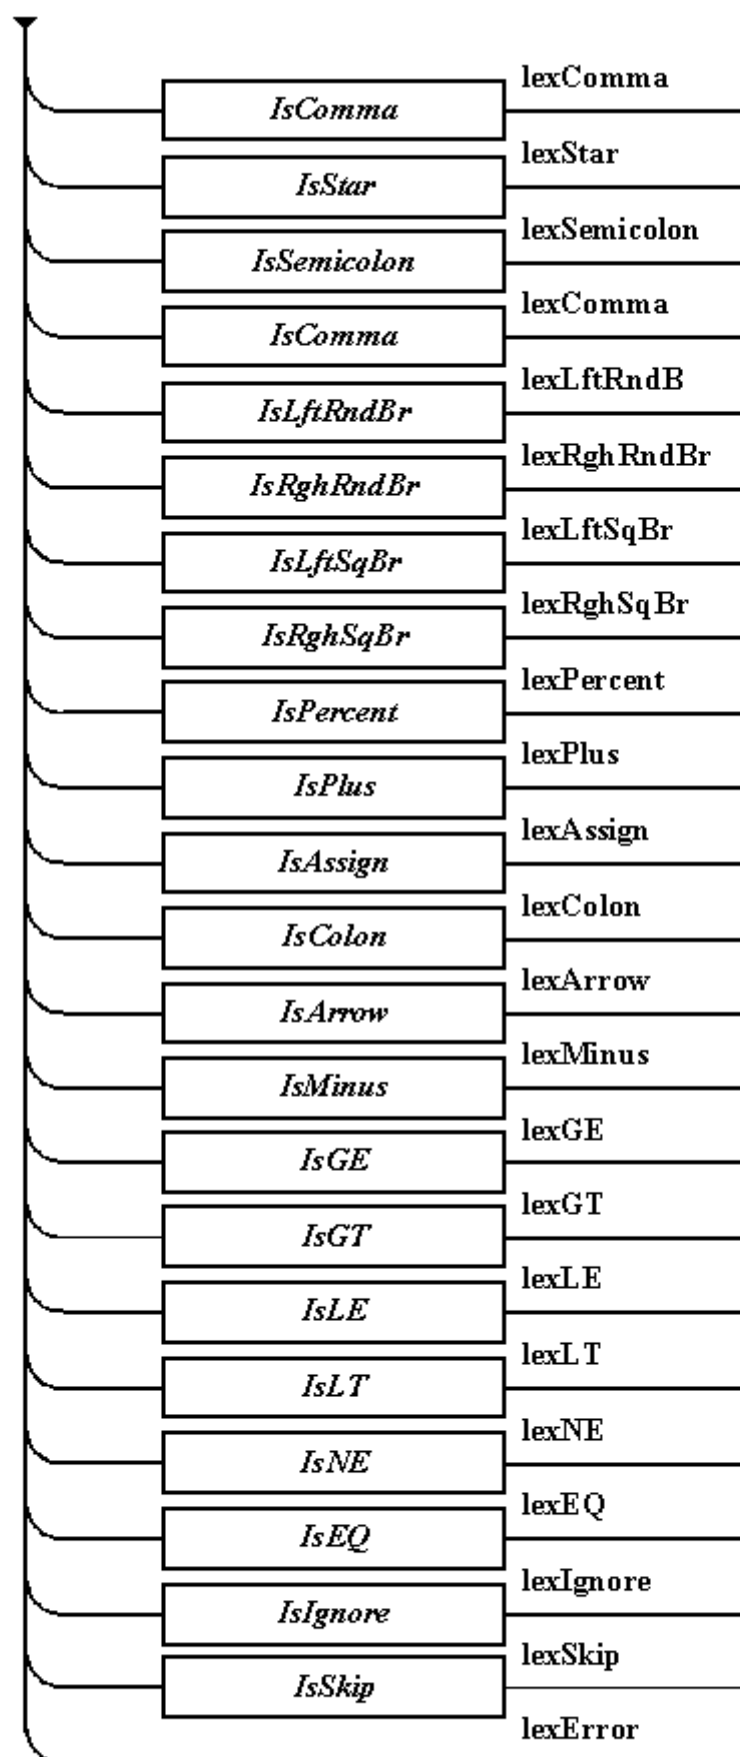 lexComma
IsComma
lexStar
IsStar
lexSemicolon
IsSemicolon
lexComma
IsComma
lexLftRndB
IsLftRndBr
lexRghRndBr
IsRghRndBr
lexLftSqBr
IsLftSqBr
lexRghSqBr
IsRghSqBr
lexPercent
IsPercent
lexPlus
IsPlus
lexAssign
IsAssign
lexColon
IsColon
lexArrow
IsArrow
lexMinus
IsMinus
lexGE
IsGE
lexGT
IsGT
lexLE
IsLE
lexLT
IsLT
lexNE
IsNE
lexEQ
IsEQ
lexIgnore
IsIgnore
lexSkip
IsSkip
lexError